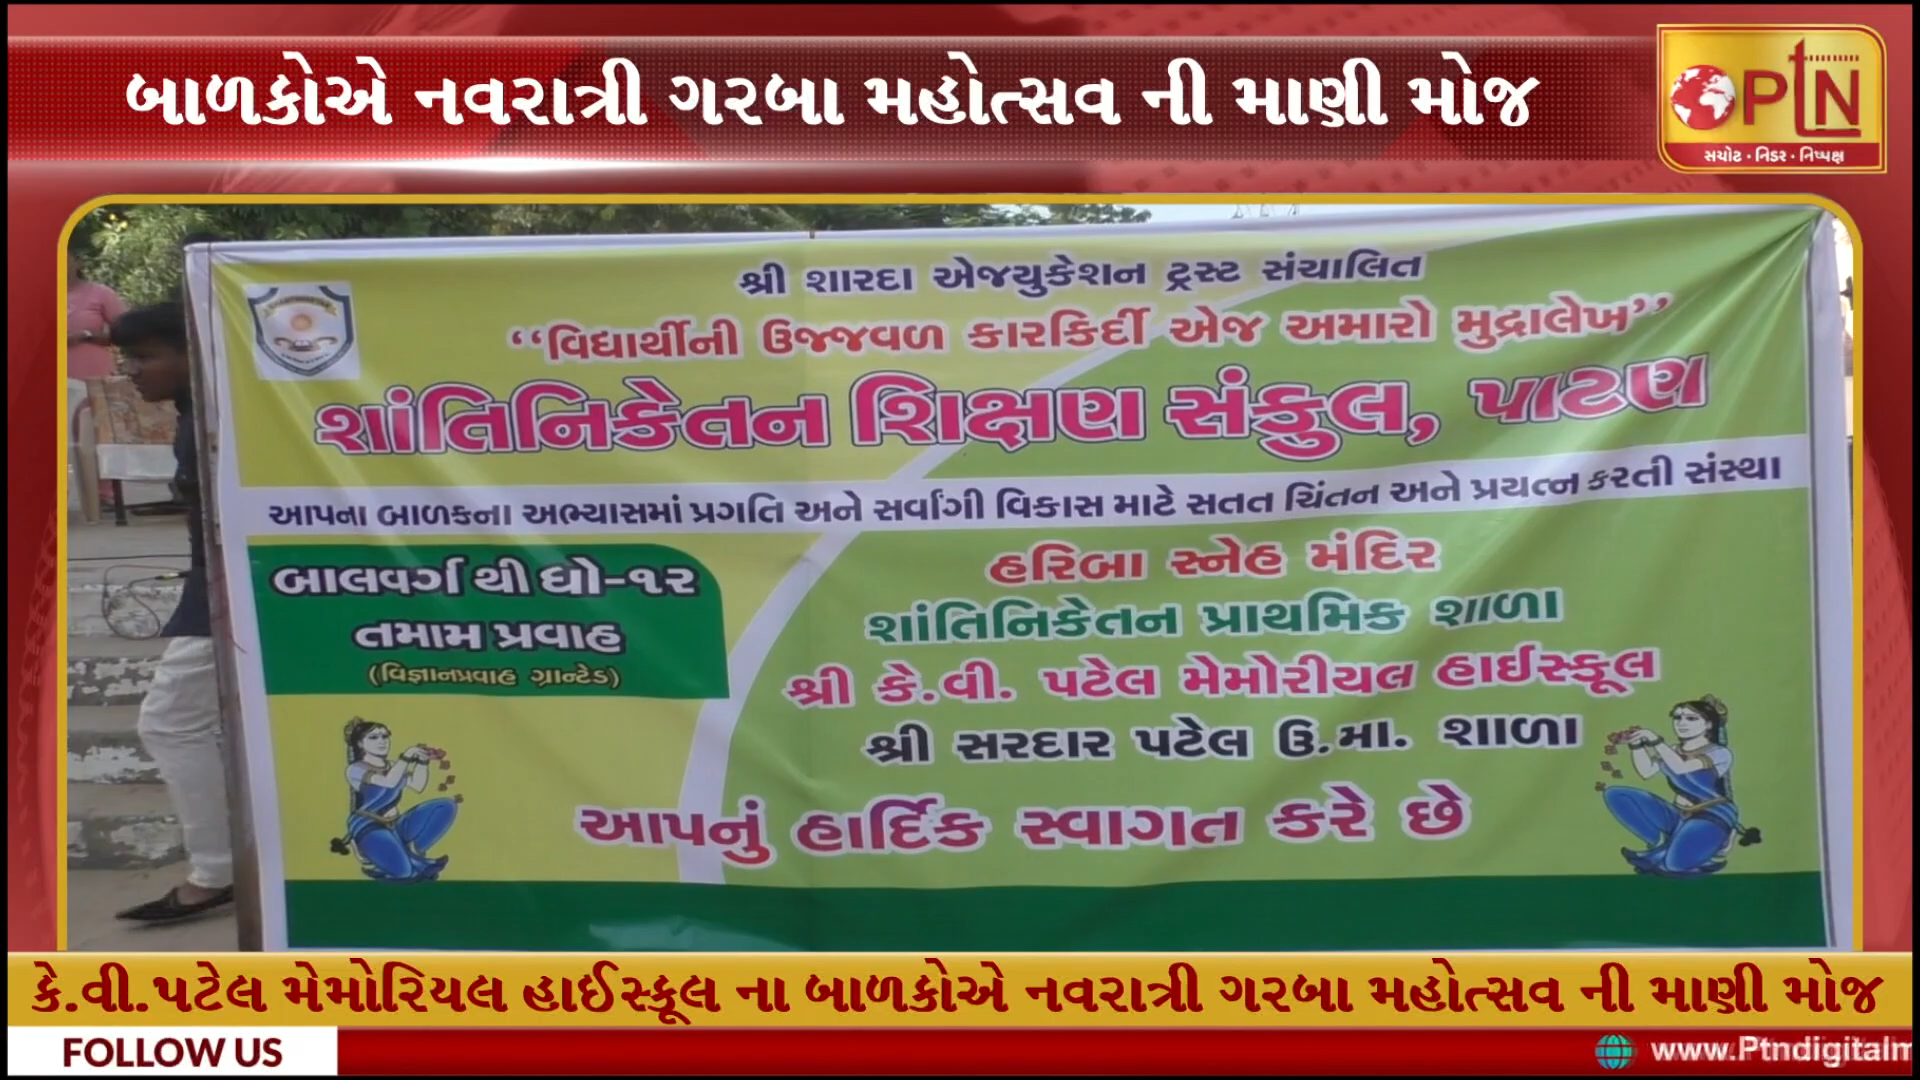 બાળકોએ નવરાત્રી ગરબા મહોત્સવ ની માણી મોજ
PTN
સચોટ • નિડર • નિષ્પક્ષ
શ્રી શારદા એજયુકેશન ટ્રસ્ટ સંચાલિત
“વિદ્યાર્થીની ઉજ્જવળ કારકિર્દી એજ અમારો મુદ્રાલેખ”
શાંતિનિકેતન શિક્ષણ સંકુલ, પાટણ
આપના બાળકના અભ્યાસમાં પ્રગતિ અને સર્વાંગી વિકાસ માટે સતત ચિંતન અને પ્રયત્ન કરતી સંસ્થા
બાલવર્ગ થી ધો-૧૨
તમામ પ્રવાહ
(વિજ્ઞાનપ્રવાહ ગ્રાન્ટેડ)
હરિબા સ્નેહ મંદિર
શાંતિનિકેતન પ્રાથમિક શાળા
શ્રી કે.વી. પટેલ મેમોરીયલ હાઈસ્કૂલ
શ્રી સરદાર પટેલ ઉ.મા. શાળા
આપનું હાર્દિક સ્વાગત કરે છે
કે.વી.પટેલ મેમોરિયલ હાઈસ્કૂલ ના બાળકોએ નવરાત્રી ગરબા મહોત્સવ ની માણી મોજ
FOLLOW US
www.Ptndigitalm